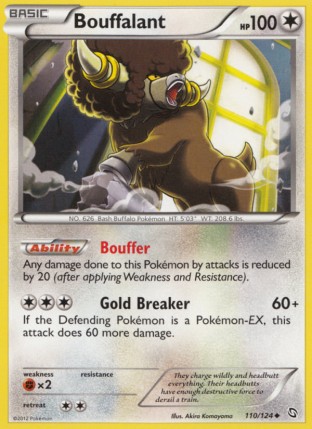 BASIC
Bouffalant
HP100
NO. 626 Bash Buffalo Pokémon HT: 5'03" WT: 208.6 lbs.
Ability Bouffer
Any damage done to this Pokémon by attacks is reduced
by 20 (after applying Weakness and Resistance).
Gold Breaker 60+
If the Defending Pokémon is a Pokémon-EX, this
attack does 60 more damage.
weakness
resistance
×2
retreat
They charge wildly and headbutt
everything. Their headbutts
have enough destructive force to
derail a train.
©2012 Pokémon
Illus. Akira Komayama
110/124